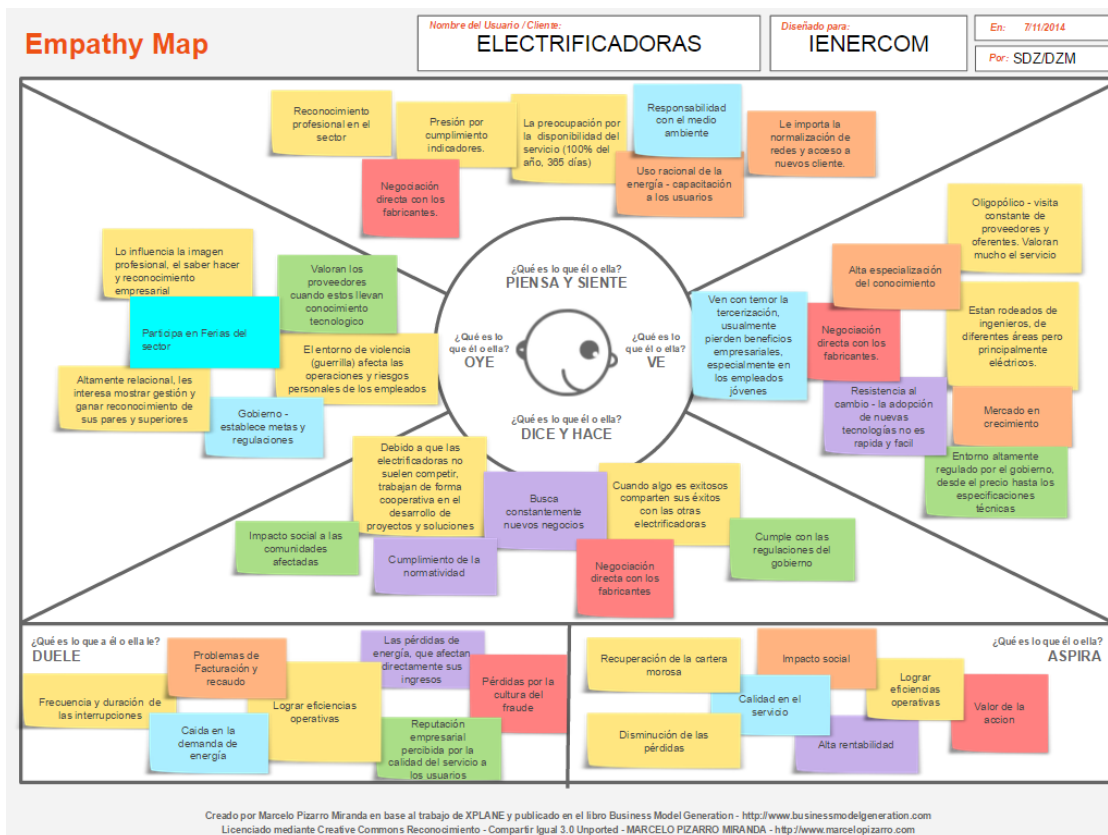 Empathy Map
Nombre del Usuario / Cliente:
ELECTRIFICADORAS
Diseñado para:
IENERCOM
En: 7/11/2014
Por: SDZ/DZM
Reconocimiento
profesional en el
sector
Presión por
cumplimiento
indicadores.
La preocupación por
la disponibilidad del
servicio (100% del
año, 365 días)
Responsabilidad
con el medio
ambiente
Le importa la
normalización de
redes y acceso a
nuevos cliente.
Negociación
directa con los
fabricantes.
Uso racional de la
energía - capacitación
a los usuarios
¿Qué es lo que él o ella?
PIENSA Y SIENTE
Lo influencia la imagen
profesional, el saber hacer
y reconocimiento
empresarial
Valoran los
proveedores
cuando estos llevan
conocimiento
tecnologico
Participa en Ferias del
sector
El entorno de violencia
(guerrilla) afecta las
operaciones y riesgos
personales de los empleados
Altamente relacional, les
interesa mostrar gestión y
ganar reconocimiento de
sus pares y superiores
Gobierno -
establece metas y
regulaciones
¿Qué es lo
que él o ella?
OYE
¿Qué es lo
que él o ella?
VE
Oligopólico - visita
constante de
proveedores y
oferentes. Valoran
mucho el servicio
Alta especialización
del conocimiento
Ven con temor la
tercerización,
usualmente
pierden beneficios
empresariales,
especialmente en
los empleados
jóvenes
Negociación
directa con los
fabricantes.
Estan rodeados de
ingenieros, de
diferentes áreas pero
principalmente
eléctricos.
Resistencia al
cambio - la adopción
de nuevas
tecnologías no es
rapida y facil
Mercado en
crecimiento
Entorno altamente
regulado por el gobierno,
desde el precio hasta los
especificaciones
técnicas
¿Qué es lo que él o ella?
DICE Y HACE
Debido a que las
electrificadoras no
suelen competir,
trabajan de forma
cooperativa en el
desarrollo de
proyectos y soluciones
Busca
constantemente
nuevos negocios
Cuando algo es exitosos
comparten sus éxitos
con las otras
electrificadoras
Impacto social a las
comunidades
afectadas
Cumplimiento de la
normatividad
Negociación
directa con los
fabricantes
Cumple con las
regulaciones del
gobierno
¿Qué es lo que a él o ella le?
DUELE
Problemas de
Facturación y
recaudo
Las pérdidas de
energía, que afectan
directamente sus
ingresos
Pérdidas por la
cultura del
fraude
Frecuencia y duración de
las interrupciones
Lograr eficiencias
operativas
Caida en la
demanda de
energía
Reputación
empresarial
percibida por la
calidad del servicio a
los usuarios
¿Qué es lo que él o ella?
ASPIRA
Recuperación de la cartera
morosa
Impacto social
Lograr
eficiencias
operativas
Calidad en el
servicio
Valor de la
accion
Disminución de las
pérdidas
Alta rentabilidad
Creado por Marcelo Pizarro Miranda en base al trabajo de XPLANE y publicado en el libro Business Model Generation - http://www.businessmodelgeneration.com
Licenciado mediante Creative Commons Reconocimiento - Compartir Igual 3.0 Unported - MARCELO PIZARRO MIRANDA - http://www.marcelopizarro.com